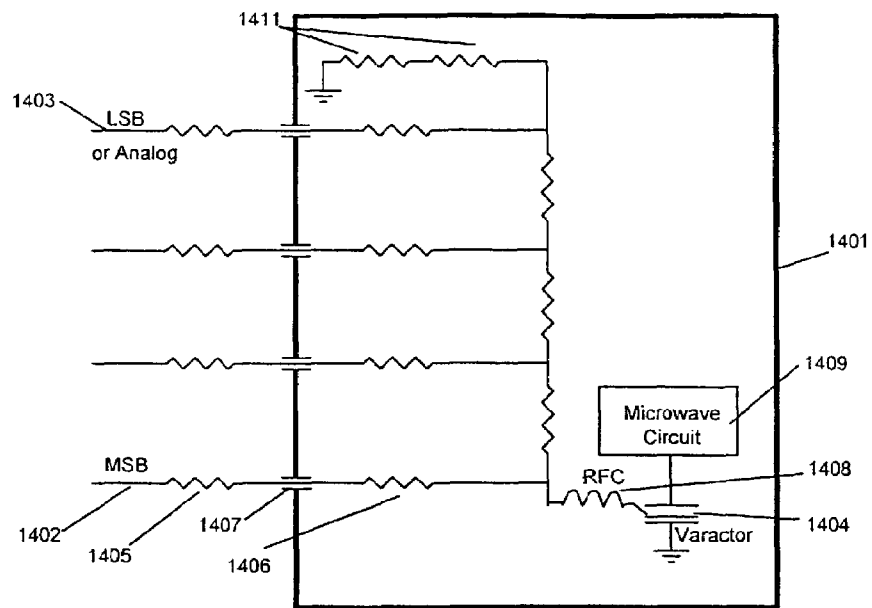 1411
1403
LSB
or Analog
1401
1409
Microwave
Circuit
MSB
RFC
1408
1407
1404
1402
1405
1406
Varactor